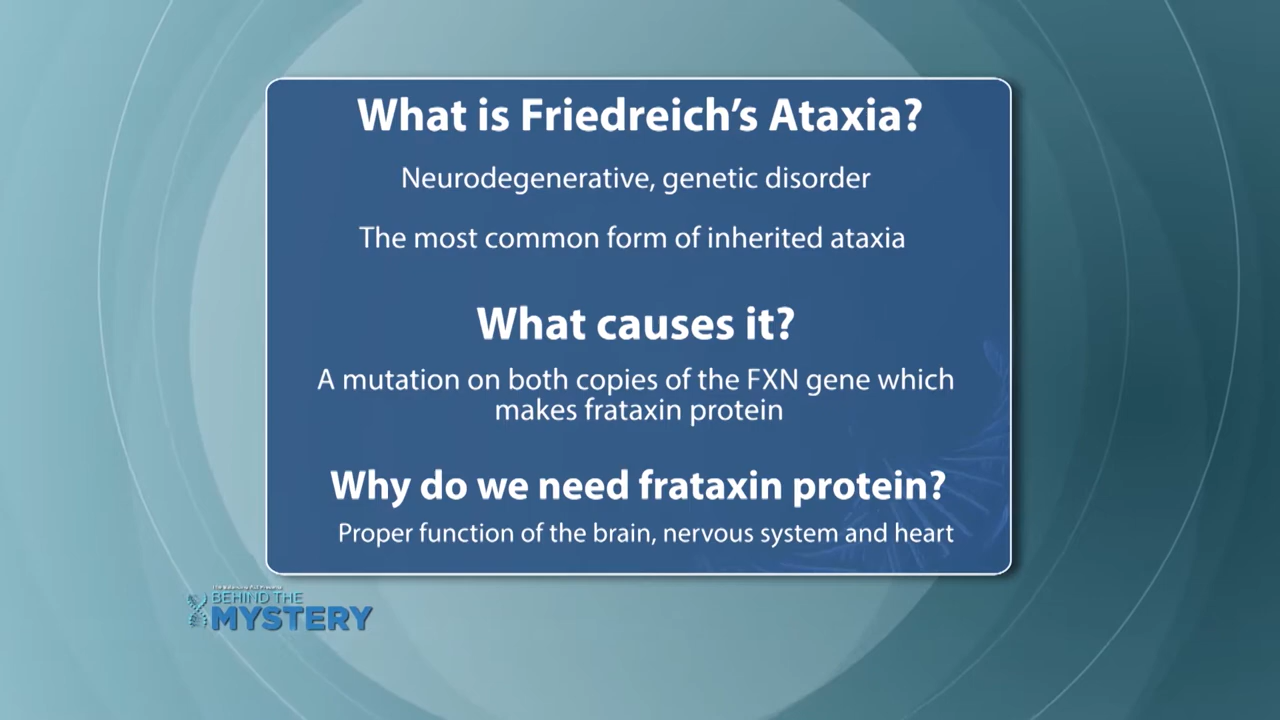 What is Friedreich’s Ataxia?
Neurodegenerative, genetic disorder
The most common form of inherited ataxia
What causes it?
A mutation on both copies of the FXN gene which
makes frataxin protein
Why do we need frataxin protein?
Proper function of the brain, nervous system and heart
BEHIND THE
MYSTERY